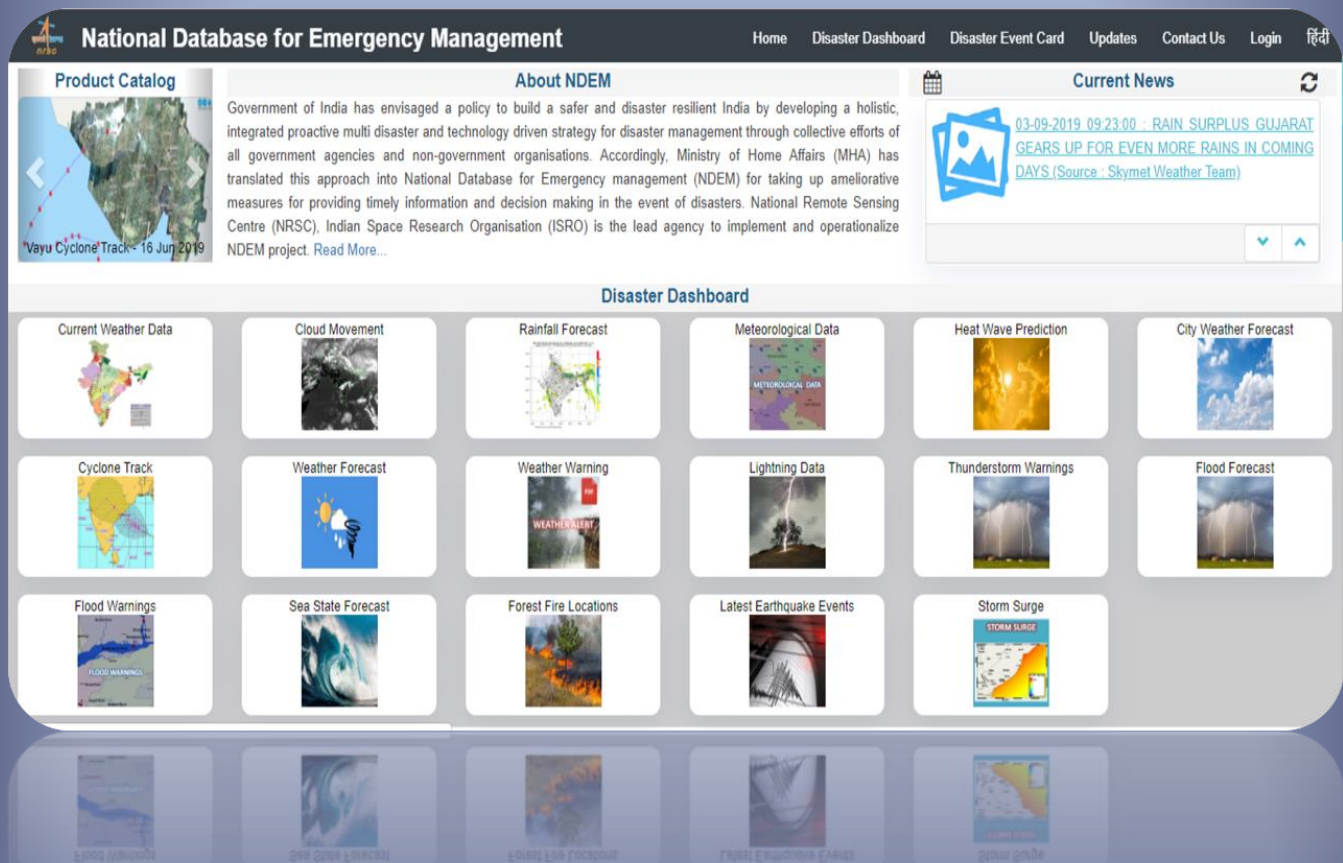 nrsc
National Database for Emergency Management
Home Disaster Dashboard Disaster Event Card Updates Contact Us Login हिंदी
Product Catalog
Vayu Cyclone Track - 16 Jun 2019
About NDEM
Government of India has envisaged a policy to build a safer and disaster resilient India by developing a holistic,
integrated proactive multi disaster and technology driven strategy for disaster management through collective efforts of
all government agencies and non-government organisations. Accordingly, Ministry of Home Affairs (MHA) has
translated this approach into National Database for Emergency management (NDEM) for taking up ameliorative
measures for providing timely information and decision making in the event of disasters. National Remote Sensing
Centre (NRSC), Indian Space Research Organisation (ISRO) is the lead agency to implement and operationalize
NDEM project. Read More...
Current News
03-09-2019 09:23:00 : RAIN SURPLUS GUJARAT
GEARS UP FOR EVEN MORE RAINS IN COMING
DAYS (Source : Skymet Weather Team)
Disaster Dashboard
Current Weather Data
Cloud Movement
Rainfall Forecast
Meteorological Data
METEOROLOICAL DATA
Heat Wave Prediction
City Weather Forecast
Cyclone Track
Weather Forecast
Weather Warning
PDF
WEATHER ALERT
Lightning Data
Thunderstorm Warnings
Flood Forecast
Flood Warnings
FLOOD WARNINGS
Sea State Forecast
Forest Fire Locations
Latest Earthquake Events
Storm Surge
STORM SURGE